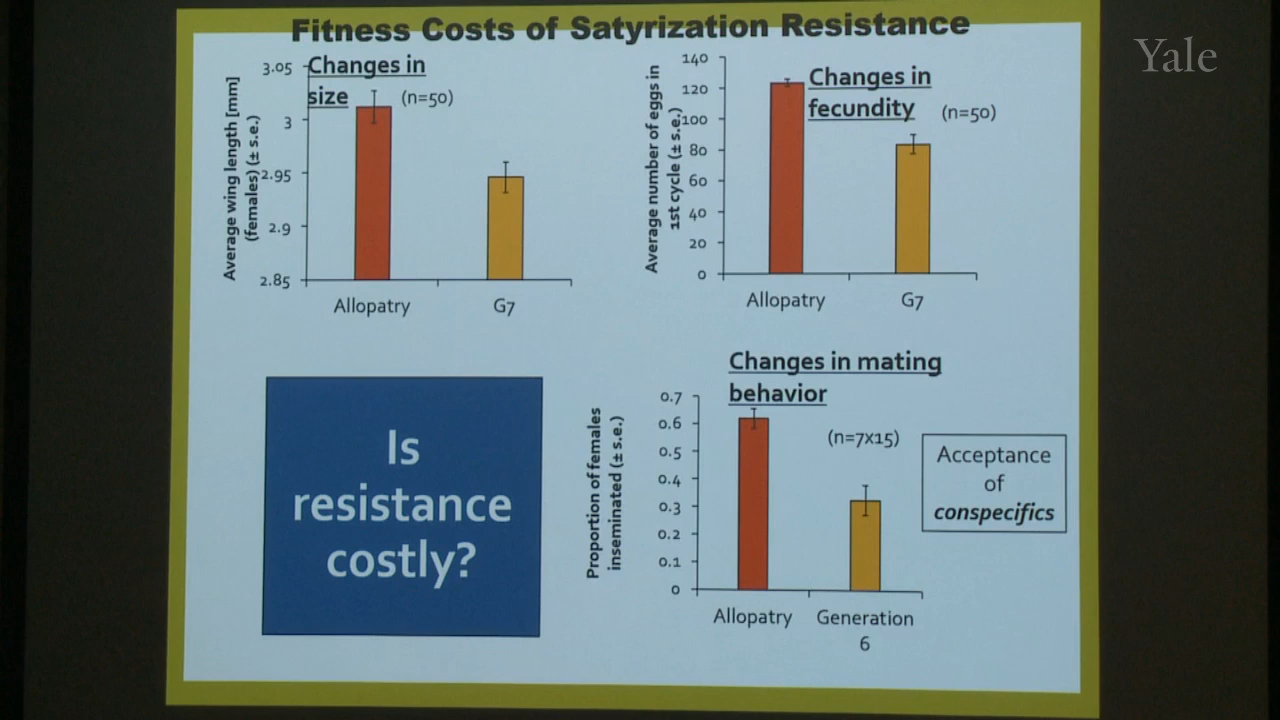 Fitness Costs of Satyrization Resistance
Yale
Changes in
size
(n=50)
Average wing length [mm]
(females) (± s.e.)
3.05
3
2.95
2.9
2.85
Allopatry
G7
Changes in
fecundity
(n=50)
Average number of eggs in
1st cycle (± s.e.)
140
120
100
80
60
40
20
0
Allopatry
G7
Is
resistance
costly?
Changes in mating
behavior
(n=7x15)
Proportion of females
inseminated (± s.e.)
0.7
0.6
0.5
0.4
0.3
0.2
0.1
0
Allopatry
Generation
6
Acceptance
of
conspecifics